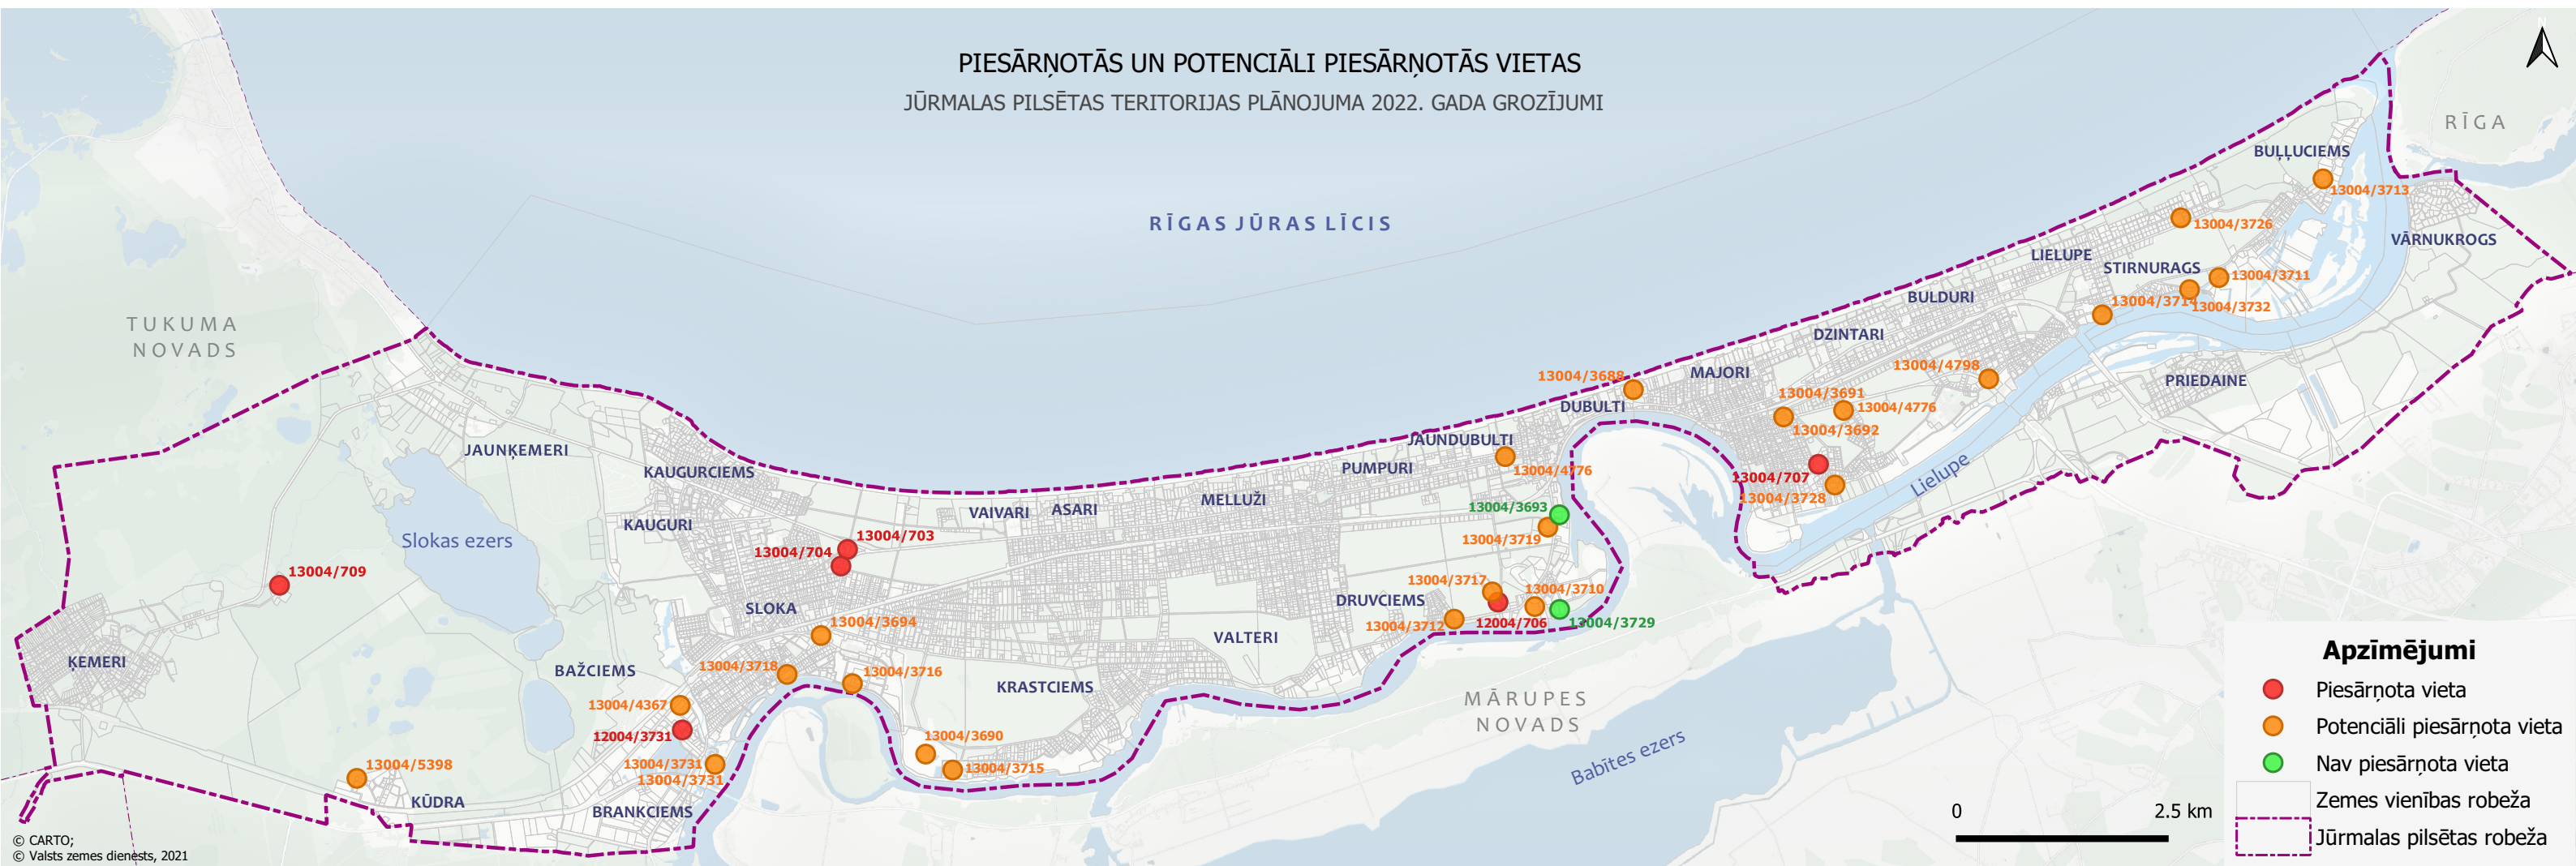 PIESĀRŅOTĀS UN POTENCIĀLI PIESĀRŅOTĀS VIETAS
JŪRMALAS PILSĒTAS TERITORIJAS PLĀNOJUMA 2022. GADA GROZĪJUMI
N
RĪGA
BUĻĻUCIEMS
13004/3713
RĪGAS JŪRAS LĪCIS
13004/3726
VĀRNUKROGS
LIELUPE
STIRNURAGS
13004/3711
BULDURI
13004/3714
13004/3732
TUKUMA
NOVADS
DZINTARI
13004/4798
MAJORI
13004/3688
PRIEDAINE
13004/3691
DUBULTI
13004/4776
13004/3692
JAUNDUBULTI
JAUNĶEMERI
KAUGURCIEMS
PUMPURI
13004/4776
Lielupe
13004/707
13004/3728
MELLUŽI
VAIVARI
ASARI
13004/3693
KAUGURI
13004/703
Slokas ezers
13004/704
13004/3719
13004/709
13004/3717
13004/3710
DRUVCIEMS
SLOKA
13004/3694
13004/3712
12004/706
13004/3729
VALTERI
ĶEMERI
BAŽCIEMS
13004/3718
13004/3716
KRASTCIEMS
MĀRUPES
NOVADS
13004/4367
12004/3731
13004/3690
Babītes ezers
13004/5398
13004/3731
13004/3731
13004/3715
KŪDRA
BRANKCIEMS
Apzīmējumi
Piesārņota vieta
Potenciāli piesārņota vieta
Nav piesārņota vieta
Zemes vienības robeža
Jūrmalas pilsētas robeža
0 2.5 km
© CARTO;
© Valsts zemes dienests, 2021